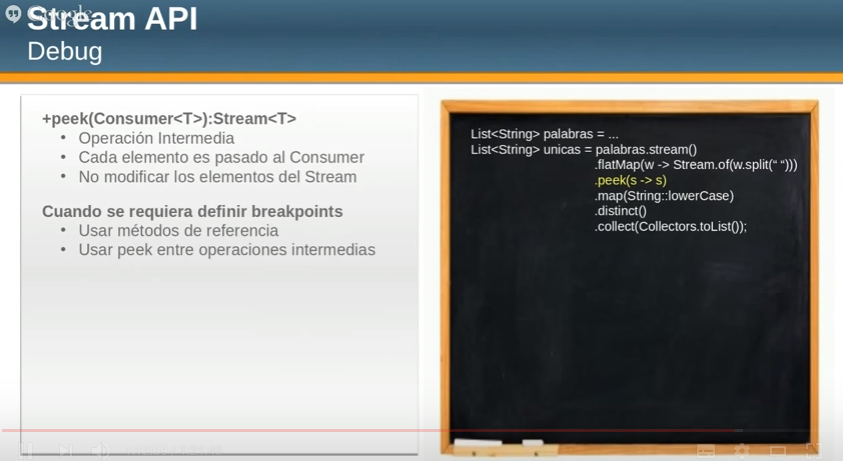 Google
Stream API
Debug
+peek(Consumer<T>):Stream<T>
• Operación Intermedia
• Cada elemento es pasado al Consumer
• No modificar los elementos del Stream
Cuando se requiera definir breakpoints
• Usar métodos de referencia
• Usar peek entre operaciones intermedias
List<String> palabras = ...
List<String> unicas = palabras.stream()
.flatMap(w -> Stream.of(w.split(“ “)))
.peek(s -> s)
.map(String::lowerCase)
.distinct()
.collect(Collectors.toList());